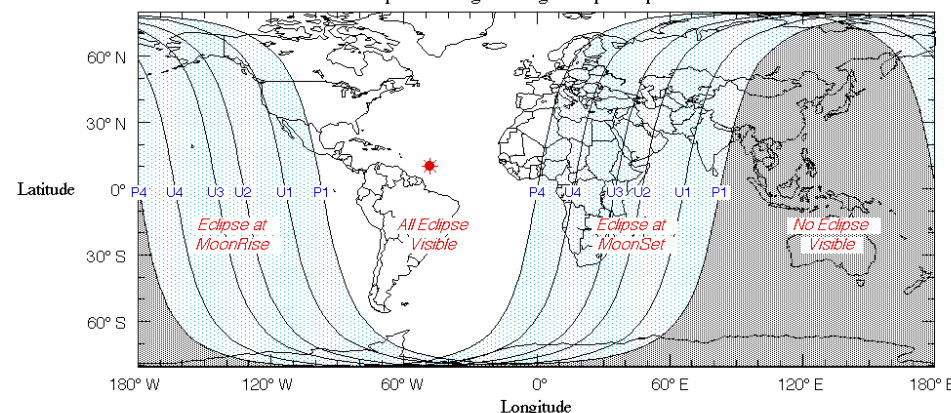 60° N
30° N
Latitude
0°
30° S
60° S
P4 U4 U3 U2 U1 P1 P4 U4 U3 U2 U1 P1
Eclipse at
MoonRise
All Eclipse
Visible
Eclipse at
MoonSet
No Eclipse
Visible
180° W 120° W 60° W 0° 60° E 120° E 180° E
Longitude